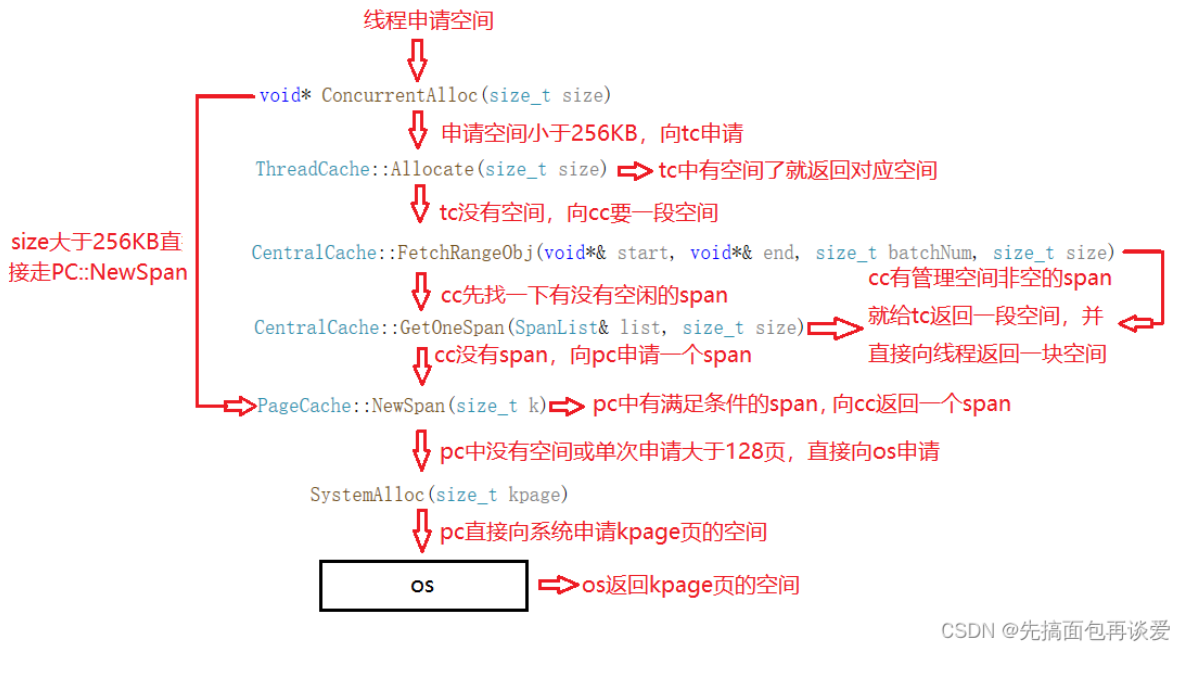 线程申请空间
void* ConcurrentAlloc(size_t size)
申请空间小于256KB，向tc申请
ThreadCache::Allocate(size_t size)
tc中有空间了就返回对应空间
tc没有空间，向cc要一段空间
size大于256KB直
接走PC::NewSpan
CentralCache::FetchRangeObj(void*& start, void*& end, size_t batchNum, size_t size)
cc先找一下有没有空闲的span
cc有管理空间非空的span
就给tc返回一段空间，并
直接向线程返回一块空间
CentralCache::GetOneSpan(SpanList& list, size_t size)
cc没有span，向pc申请一个span
PageCache::NewSpan(size_t k)
pc中有满足条件的span,向cc返回一个span
pc中没有空间或单次申请大于128页，直接向os申请
SystemAlloc(size_t kpage)
pc直接向系统申请kpage页的空间
os
os返回kpage页的空间
CSDN @先搞面包再谈爱